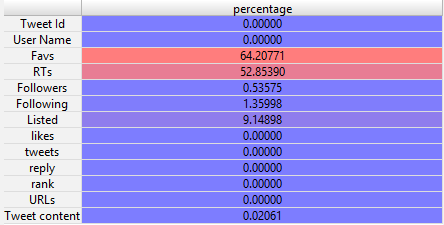 percentage
Tweet Id 0.00000
User Name 0.00000
Favs 64.20771
RTs 52.85390
Followers 0.53575
Following 1.35998
Listed 9.14898
likes 0.00000
tweets 0.00000
reply 0.00000
rank 0.00000
URLs 0.00000
Tweet content 0.02061